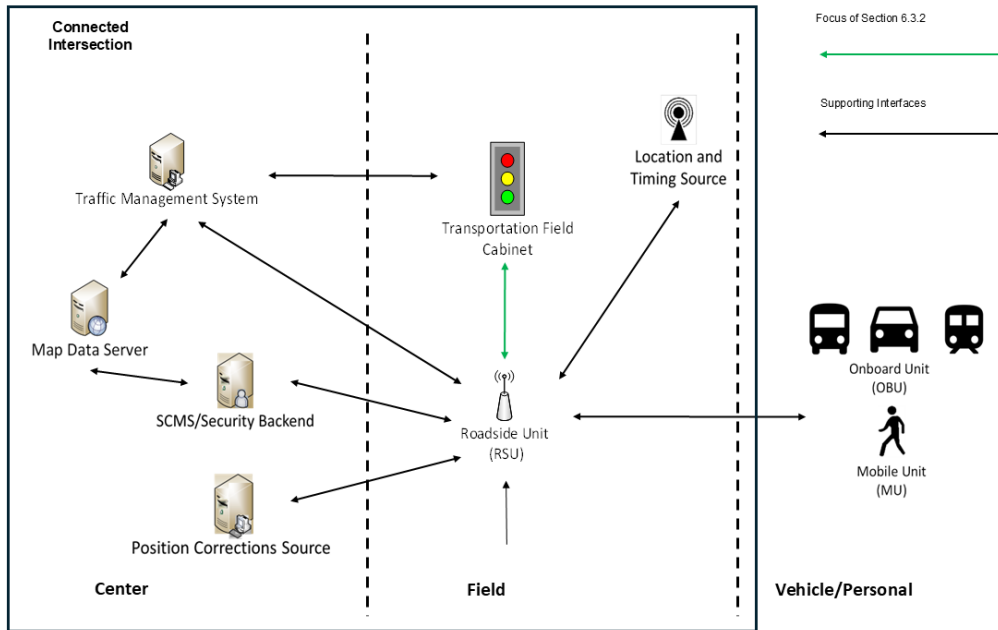 Connected
Intersection
Focus of Section 6.3.2
Supporting Interfaces
Location and
Timing Source
Traffic Management System
Transportation Field
Cabinet
Map Data Server
Onboard Unit
(OBU)
SCMS/Security Backend
Roadside Unit
(RSU)
Mobile Unit
(MU)
Position Corrections Source
Center
Field
Vehicle/Personal